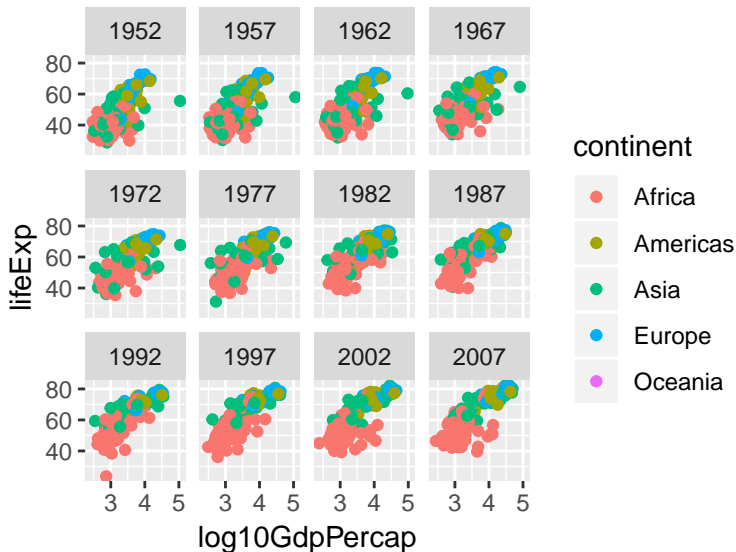 1952 1957 1962 1967
80
60
40
1972 1977 1982 1987
80
60
40
1992 1997 2002 2007
80
60
40
3 4 5 3 4 5 3 4 5 3 4 5
log10GdpPercap
lifeExp
continent
Africa
Americas
Asia
Europe
Oceania